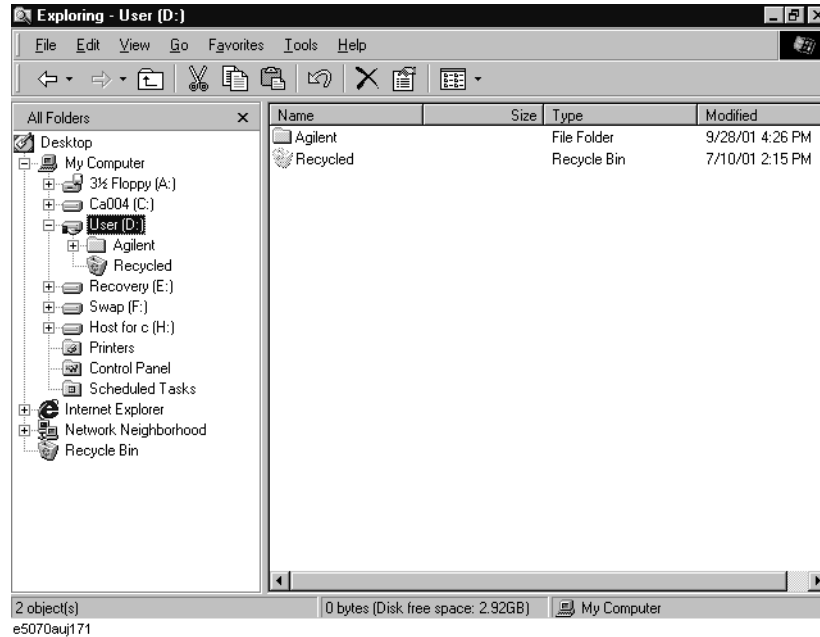 Exploring - User (D:)
File Edit View Go Favorites Tools Help
All Folders
Desktop
My Computer
3½ Floppy (A:)
Ca004 (C:)
User (D:)
Agilent
Recycled
Recovery (E:)
Swap (F:)
Host for c (H:)
Printers
Control Panel
Scheduled Tasks
Internet Explorer
Network Neighborhood
Recycle Bin
Name Size Type Modified
Agilent File Folder 9/28/01 4:26 PM
Recycled Recycle Bin 7/10/01 2:15 PM
2 object(s) 0 bytes (Disk free space: 2.92GB) My Computer
e5070auj171